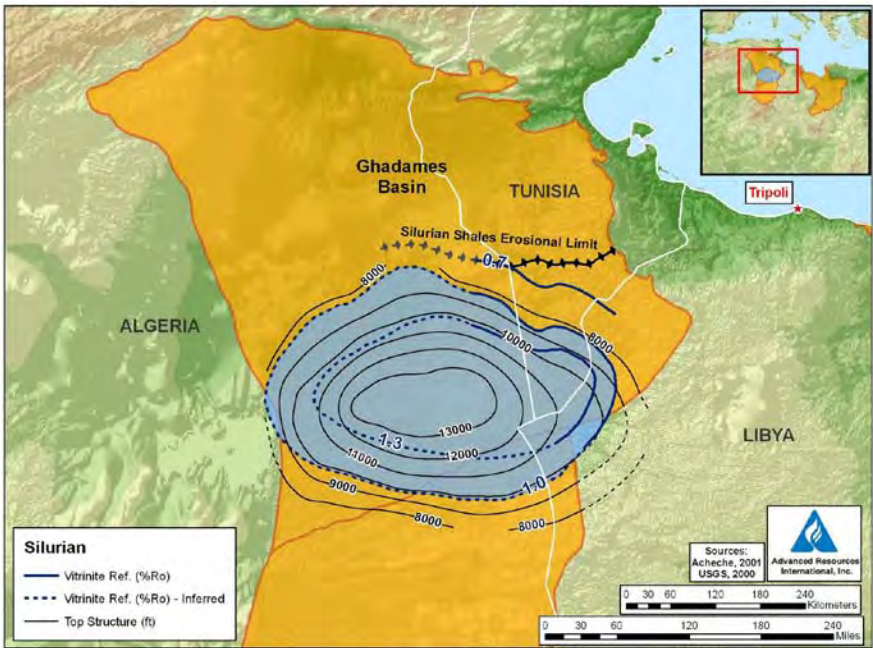 Tripoli
Ghadames
Basin
TUNISIA
Silurian Shales Erosional Limit
0.7
8000
ALGERIA
10000
8000
13000
1.3
12000
11000
LIBYA
1.0
9000
8000
8000
Silurian
Vitrinite Ref. (%Ro)
Vitrinite Ref. (%Ro) - Inferred
Top Structure (ft)
Sources:
Acheche, 2001
USGS, 2000
Advanced Resources
International, Inc.
0 30 60 120 180 240
Kilometers
0 30 60 120 180 240
Miles